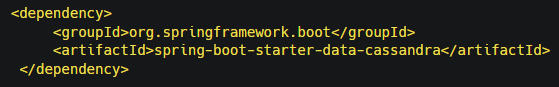 <dependency>
<groupId>org.springframework.boot</groupId>
<artifactId>spring-boot-starter-data-cassandra</artifactId>
</dependency>